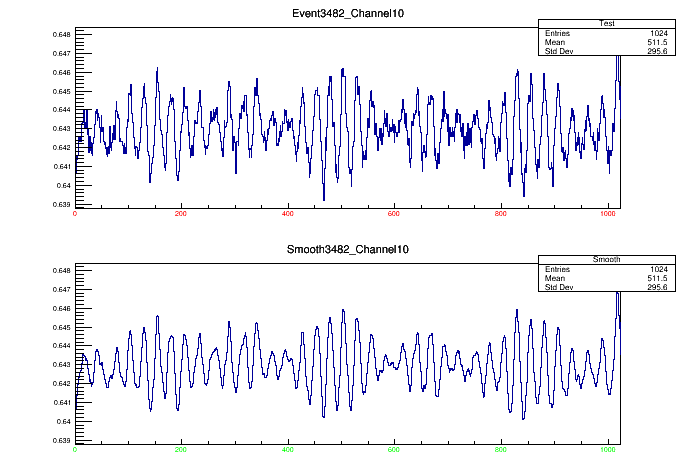 Event3482_Channel10
Test
Entries 1024
Mean 511.5
Std Dev 295.6
0.648
0.647
0.646
0.645
0.644
0.643
0.642
0.641
0.64
0.639
0 200 400 600 800 1000
Smooth3482_Channel10
Smooth
Entries 1024
Mean 511.5
Std Dev 295.6
0.648
0.647
0.646
0.645
0.644
0.643
0.642
0.641
0.64
0.639
0 200 400 600 800 1000